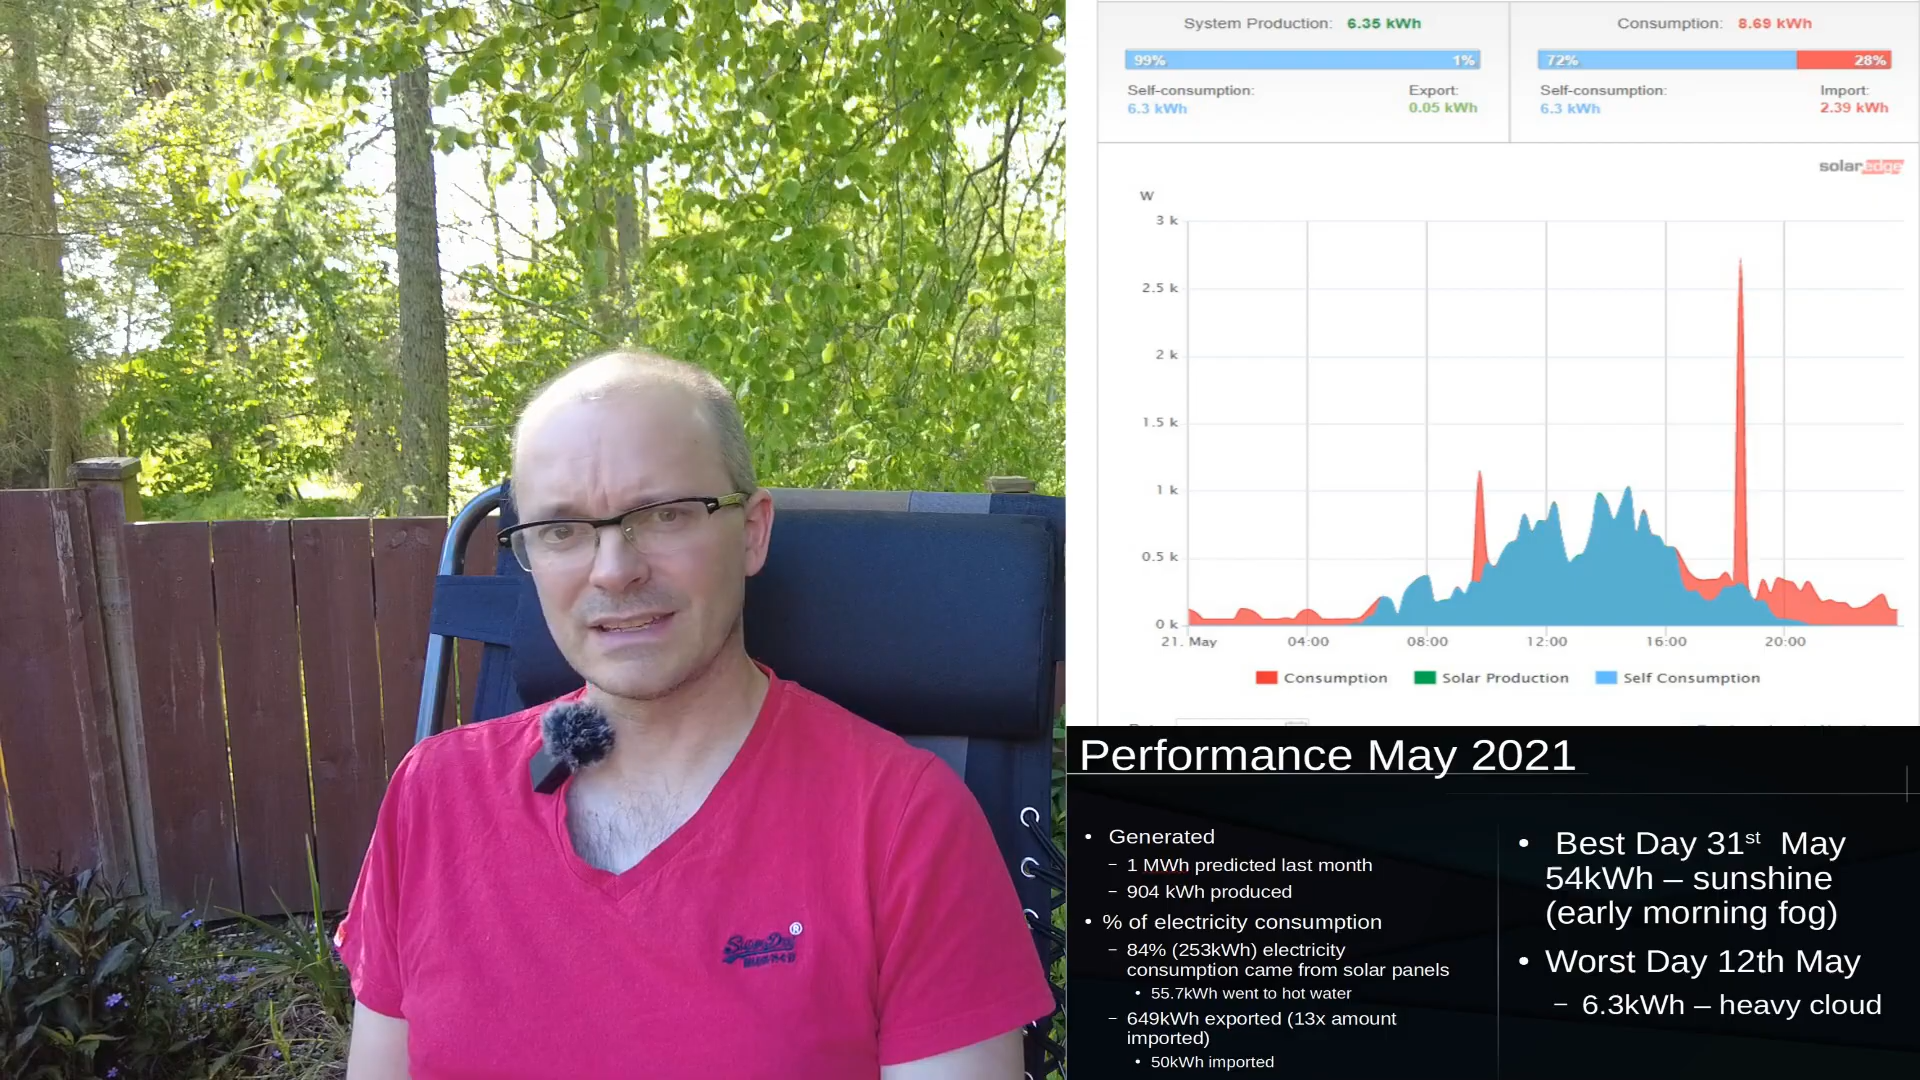 System Production: 6.35 kWh
99% 1%
Self-consumption: Export:
6.3 kWh 0.05 kWh
Consumption: 8.69 kWh
72% 28%
Self-consumption: Import:
6.3 kWh 2.39 kWh
solaredge
W
3 k
2.5 k
2 k
1.5 k
1 k
0.5 k
0 k
21. May 04:00 08:00 12:00 16:00 20:00
Consumption Solar Production Self Consumption
Performance May 2021
• Generated
– 1 MWh predicted last month
– 904 kWh produced
• % of electricity consumption
– 84% (253kWh) electricity
consumption came from solar panels
• 55.7kWh went to hot water
– 649kWh exported (13x amount
imported)
• 50kWh imported
• Best Day 31st May
54kWh – sunshine
(early morning fog)
• Worst Day 12th May
– 6.3kWh – heavy cloud
®